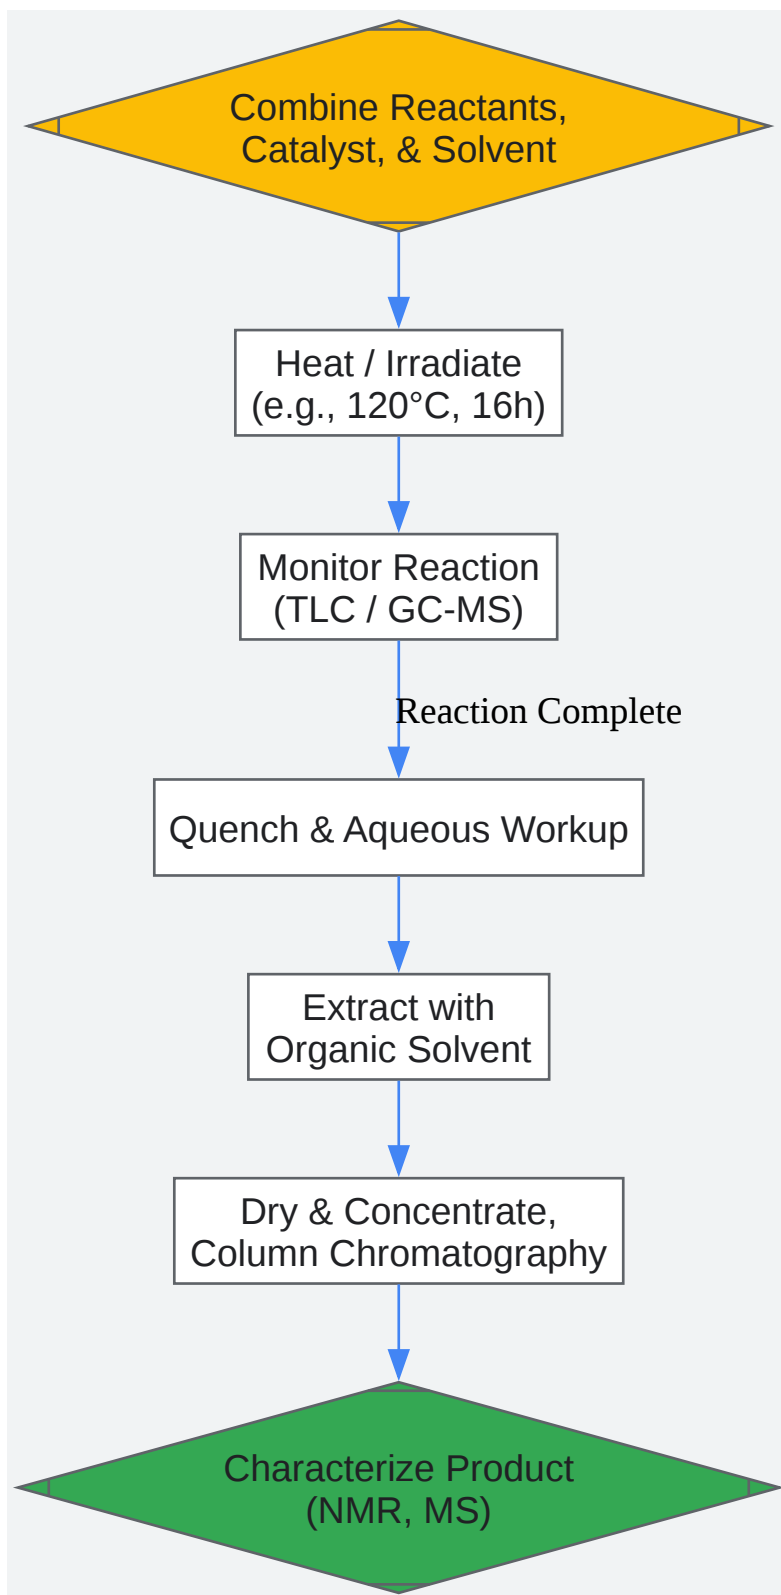 Combine Reactants,
Catalyst, & Solvent
Heat / Irradiate
(e.g., 120°C, 16h)
Monitor Reaction
(TLC / GC-MS)
Reaction Complete
Quench & Aqueous Workup
Extract with
Organic Solvent
Dry & Concentrate,
Column Chromatography
Characterize Product
(NMR, MS)